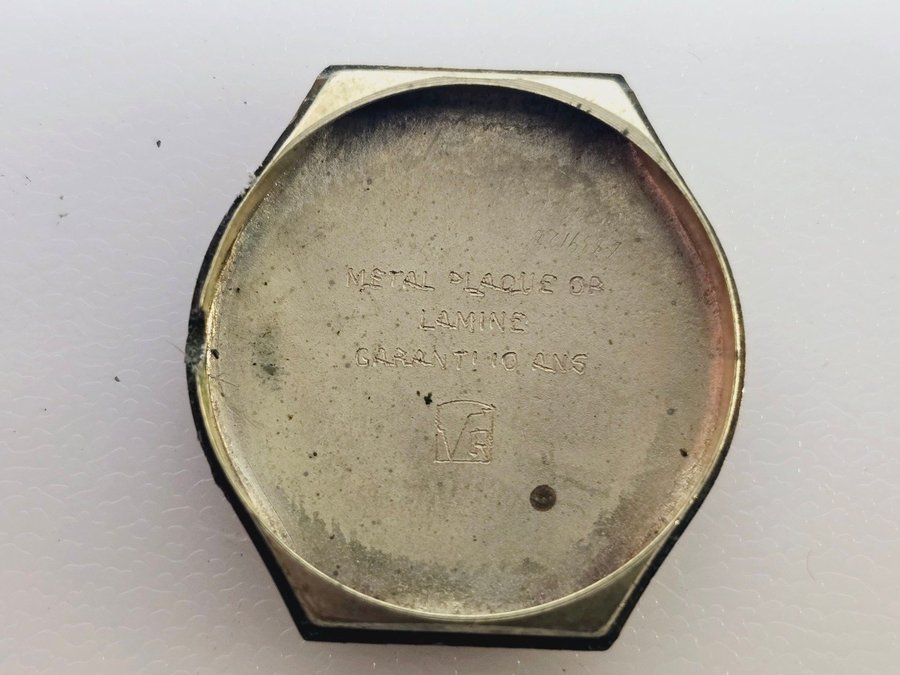 METAL PLAQUE OR
LAMINE
GARANTI 10 ANS